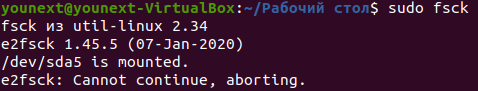 younext@younext-VirtualBox:~/Рабочий стол$ sudo fsck
fsck из util-linux 2.34
e2fsck 1.45.5 (07-Jan-2020)
/dev/sda5 is mounted.
e2fsck: Cannot continue, aborting.